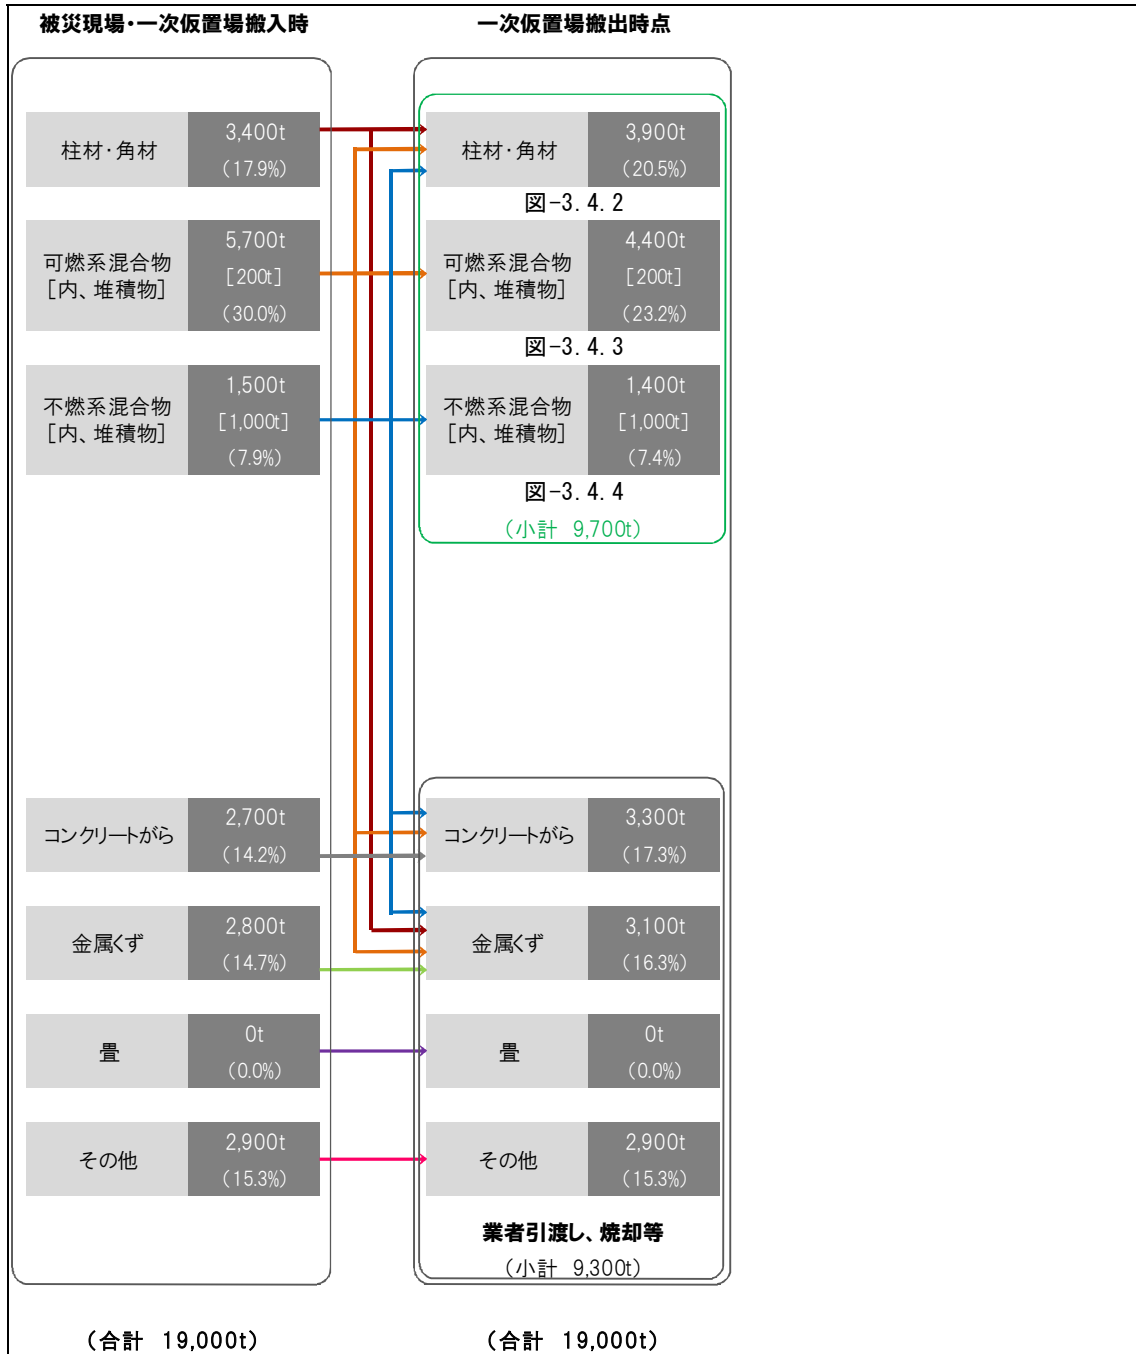 被災現場・一次仮置場搬入時
柱材・角材
3,400t
(17.9%)
可燃系混合物
[内、堆積物]
5,700t
[200t]
(30.0%)
不燃系混合物
[内、堆積物]
1,500t
[1,000t]
(7.9%)
コンクリートがら
2,700t
(14.2%)
金属くず
2,800t
(14.7%)
畳
0t
(0.0%)
その他
2,900t
(15.3%)
(合計 19,000t)
一次仮置場搬出時点
柱材・角材
3,900t
(20.5%)
図-3.4.2
可燃系混合物
[内、堆積物]
4,400t
[200t]
(23.2%)
図-3.4.3
不燃系混合物
[内、堆積物]
1,400t
[1,000t]
(7.4%)
図-3.4.4
(小計 9,700t)
コンクリートがら
3,300t
(17.3%)
金属くず
3,100t
(16.3%)
畳
0t
(0.0%)
その他
2,900t
(15.3%)
業者引渡し、焼却等
(小計 9,300t)
(合計 19,000t)